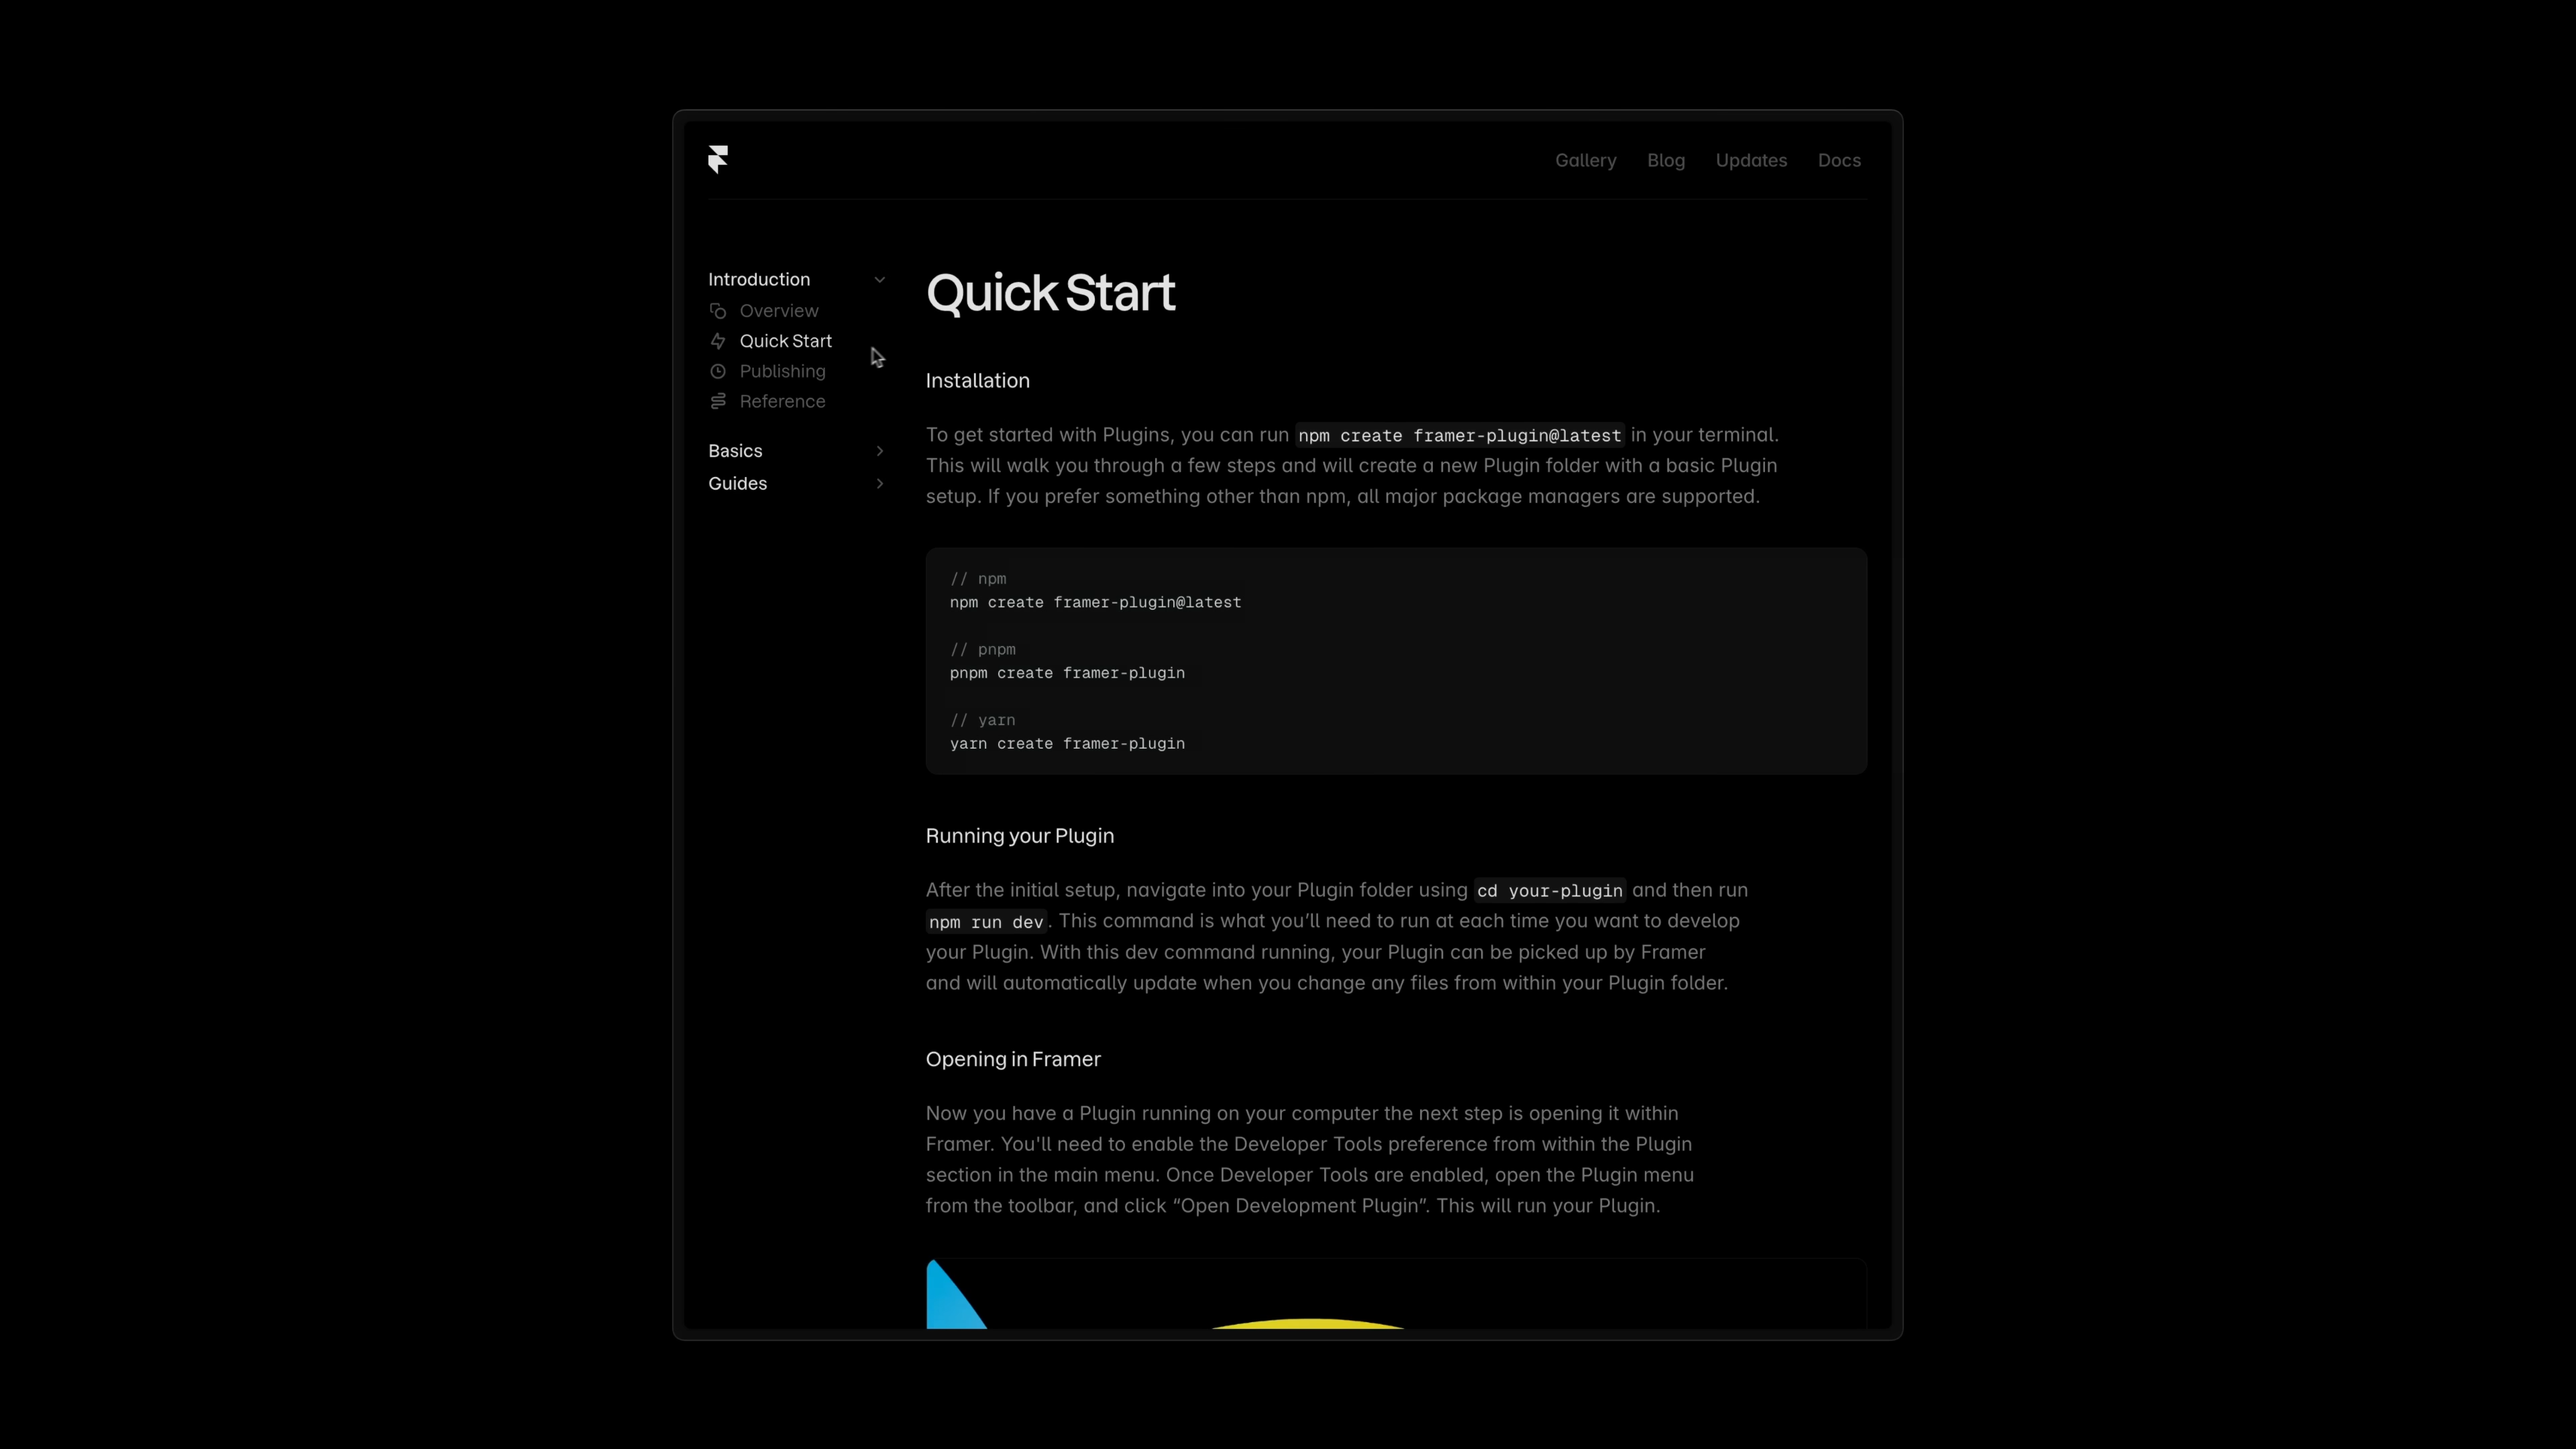 Gallery Blog Updates Docs
Introduction
Overview
Quick Start
Publishing
Reference
Basics
Guides
Quick Start
Installation
To get started with Plugins, you can run npm create framer-plugin@latest in your terminal.
This will walk you through a few steps and will create a new Plugin folder with a basic Plugin
setup. If you prefer something other than npm, all major package managers are supported.
// npm
npm create framer-plugin@latest
// pnpm
pnpm create framer-plugin
// yarn
yarn create framer-plugin
Running your Plugin
After the initial setup, navigate into your Plugin folder using cd your-plugin and then run
npm run dev. This command is what you’ll need to run at each time you want to develop
your Plugin. With this dev command running, your Plugin can be picked up by Framer
and will automatically update when you change any files from within your Plugin folder.
Opening in Framer
Now you have a Plugin running on your computer the next step is opening it within
Framer. You'll need to enable the Developer Tools preference from within the Plugin
section in the main menu. Once Developer Tools are enabled, open the Plugin menu
from the toolbar, and click “Open Development Plugin”. This will run your Plugin.